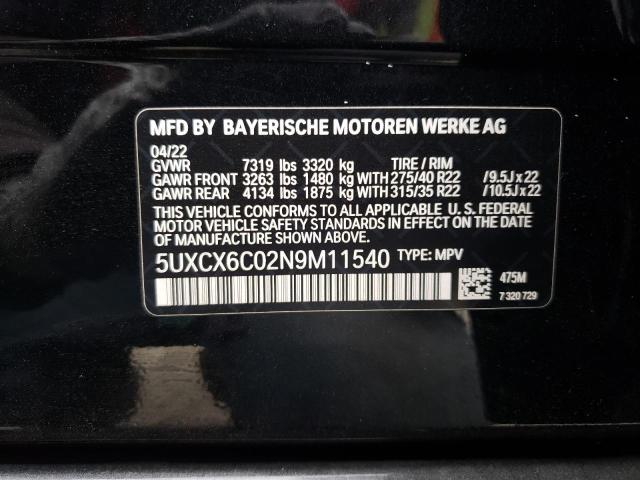 MFD BY BAYERISCHE MOTOREN WERKE AG
04/22
GVWR 7319 lbs 3320 kg TIRE / RIM
GAWR FRONT 3263 lbs 1480 kg WITH 275/40 R22 / 9.5J x 22
GAWR REAR 4134 lbs 1875 kg WITH 315/35 R22 / 10.5J x 22
THIS VEHICLE CONFORMS TO ALL APPLICABLE U. S. FEDERAL
MOTOR VEHICLE SAFETY STANDARDS IN EFFECT ON THE DATE OF
MANUFACTURE SHOWN ABOVE.
5UXCX6C02N9M11540 TYPE: MPV
475M
7 320 729